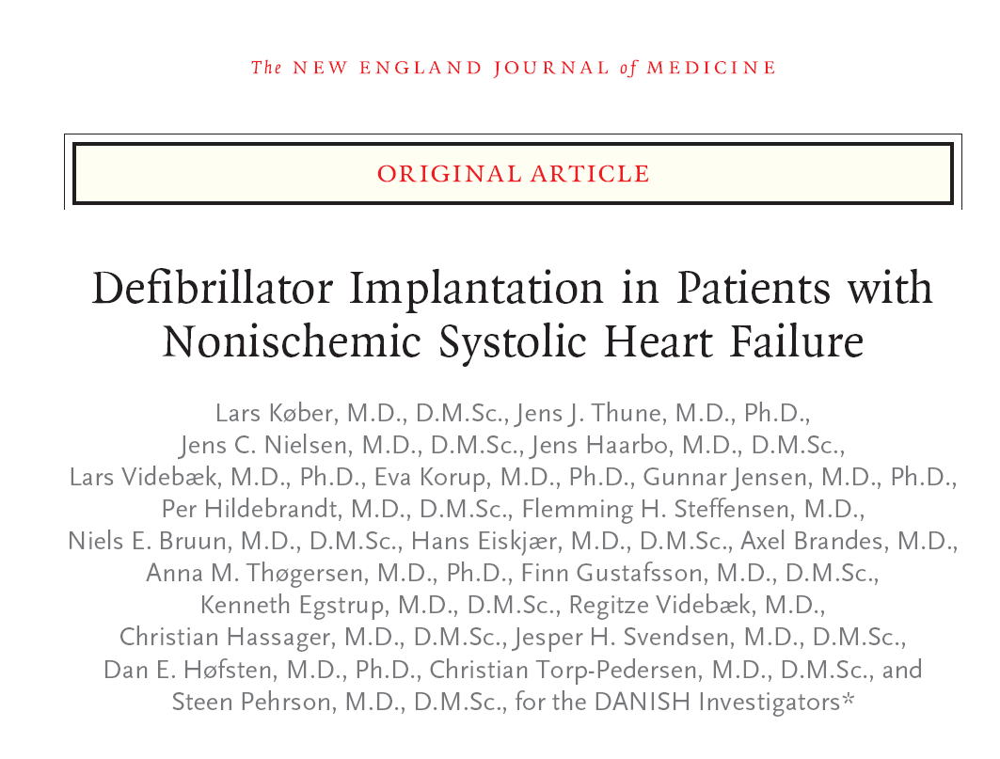 The NEW ENGLAND JOURNAL of MEDICINE
ORIGINAL ARTICLE
Defibrillator Implantation in Patients with
Nonischemic Systolic Heart Failure
Lars Køber, M.D., D.M.Sc., Jens J. Thune, M.D., Ph.D.,
Jens C. Nielsen, M.D., D.M.Sc., Jens Haarbo, M.D., D.M.Sc.,
Lars Videbæk, M.D., Ph.D., Eva Korup, M.D., Ph.D., Gunnar Jensen, M.D., Ph.D.,
Per Hildebrandt, M.D., D.M.Sc., Flemming H. Steffensen, M.D.,
Niels E. Bruun, M.D., D.M.Sc., Hans Eiskjær, M.D., D.M.Sc., Axel Brandes, M.D.,
Anna M. Thøgersen, M.D., Ph.D., Finn Gustafsson, M.D., D.M.Sc.,
Kenneth Egstrup, M.D., D.M.Sc., Regitze Videbæk, M.D.,
Christian Hassager, M.D., D.M.Sc., Jesper H. Svendsen, M.D., D.M.Sc.,
Dan E. Høfsten, M.D., Ph.D., Christian Torp-Pedersen, M.D., D.M.Sc., and
Steen Pehrson, M.D., D.M.Sc., for the DANISH Investigators*